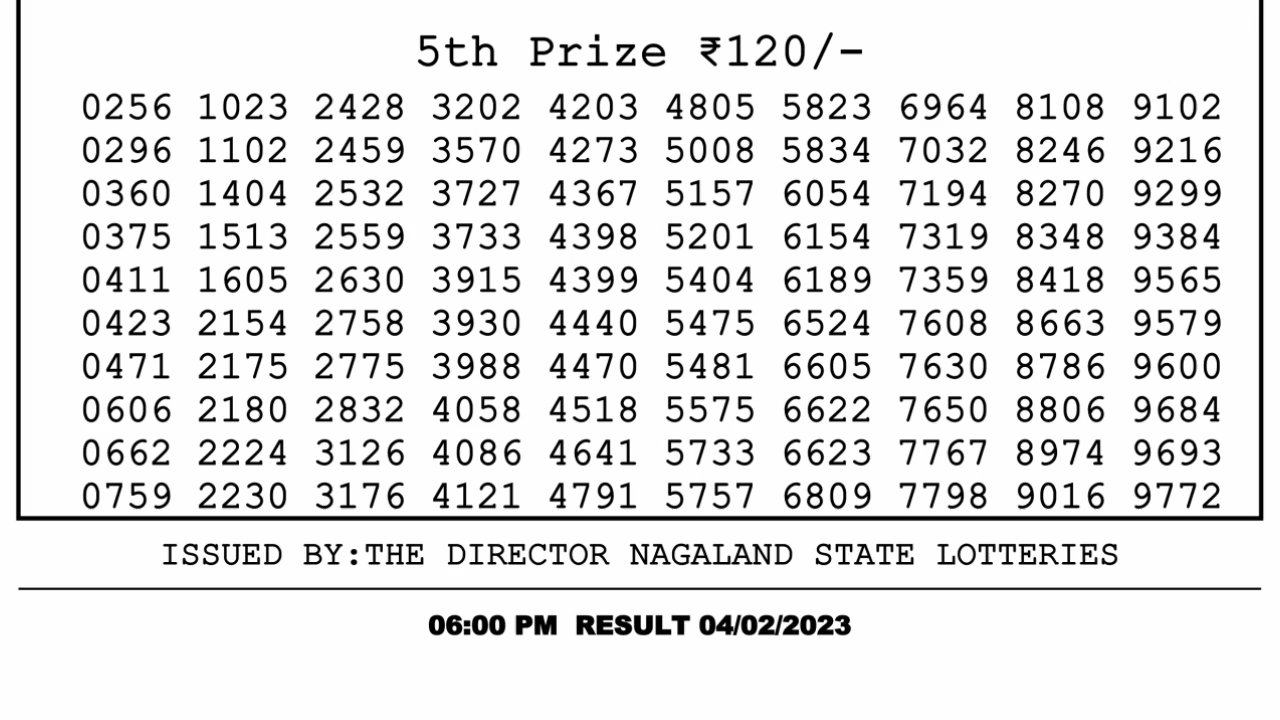 5th Prize ₹120/-
0256 1023 2428 3202 4203 4805 5823 6964 8108 9102
0296 1102 2459 3570 4273 5008 5834 7032 8246 9216
0360 1404 2532 3727 4367 5157 6054 7194 8270 9299
0375 1513 2559 3733 4398 5201 6154 7319 8348 9384
0411 1605 2630 3915 4399 5404 6189 7359 8418 9565
0423 2154 2758 3930 4440 5475 6524 7608 8663 9579
0471 2175 2775 3988 4470 5481 6605 7630 8786 9600
0606 2180 2832 4058 4518 5575 6622 7650 8806 9684
0662 2224 3126 4086 4641 5733 6623 7767 8974 9693
0759 2230 3176 4121 4791 5757 6809 7798 9016 9772
ISSUED BY:THE DIRECTOR NAGALAND STATE LOTTERIES
06:00 PM RESULT 04/02/2023